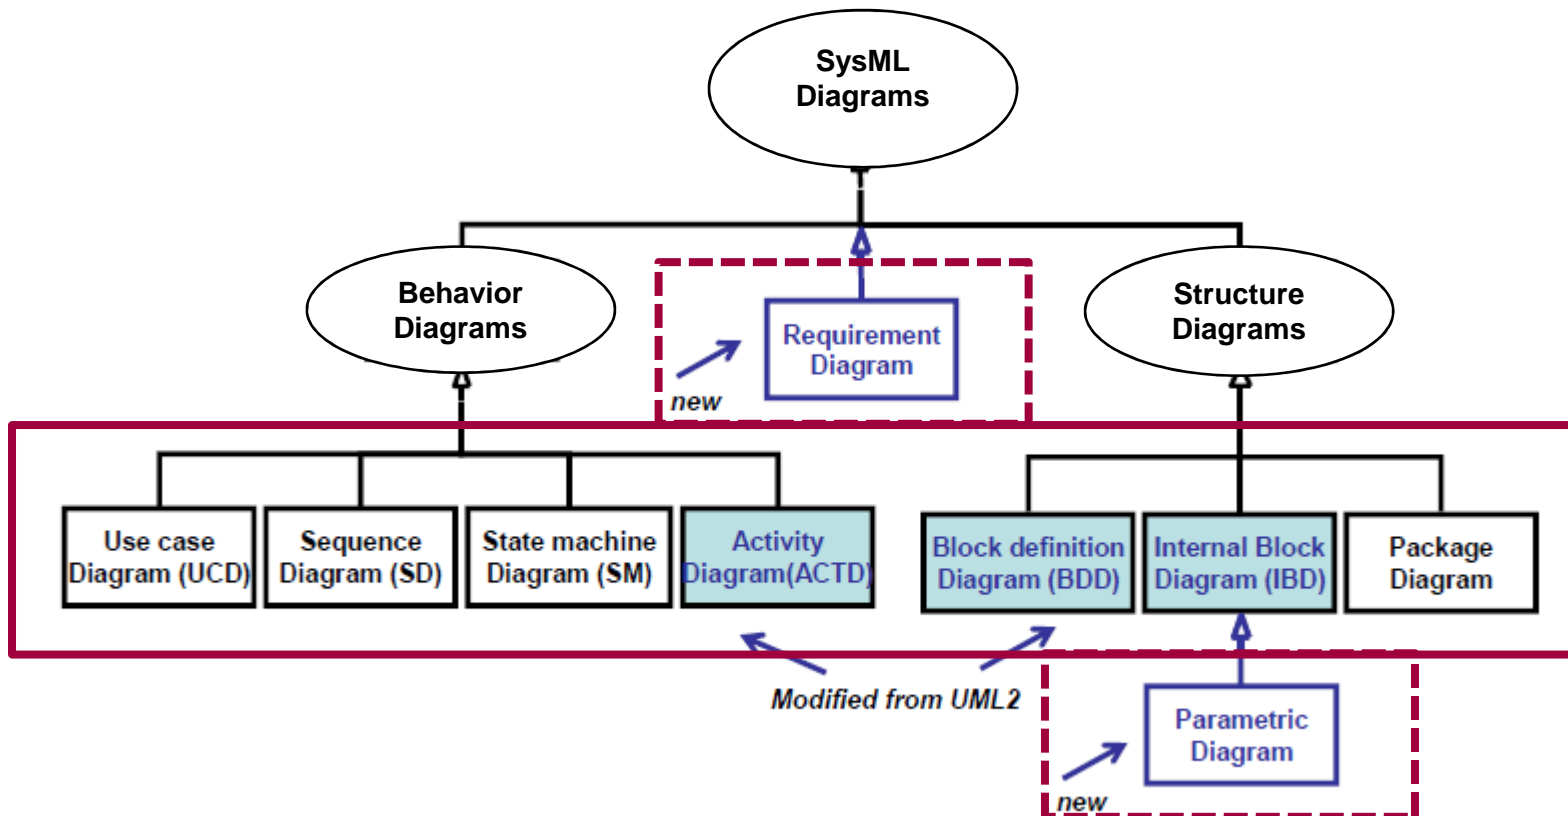 SysML
Diagrams
Behavior
Diagrams
Requirement
Diagram
new
Structure
Diagrams
Use case
Diagram (UCD)
Sequence
Diagram (SD)
State machine
Diagram (SM)
Activity
Diagram(ACTD)
Block definition
Diagram (BDD)
Internal Block
Diagram (IBD)
Package
Diagram
Modified from UML2
Parametric
Diagram
new